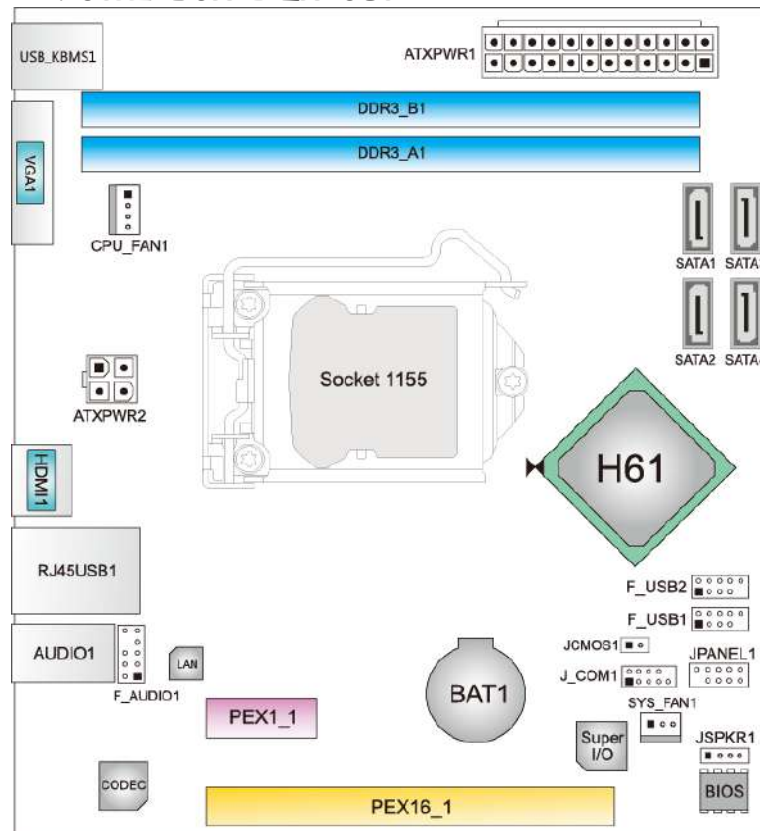 USB_KBMS1
ATXPWR1
DDR3_B1
DDR3_A1
VGA1
CPU_FAN1
SATA1
SATA2
Socket 1155
ATXPWR2
H61
HDMI1
RJ45USB1
F_USB2
F_USB1
AUDIO1
LAN
JCMOS1
JPANEL1
F_AUDIO1
J_COM1
BAT1
SYS_FAN1
PEX1_1
Super
I/O
JSPKR1
CODEC
BIOS
PEX16_1